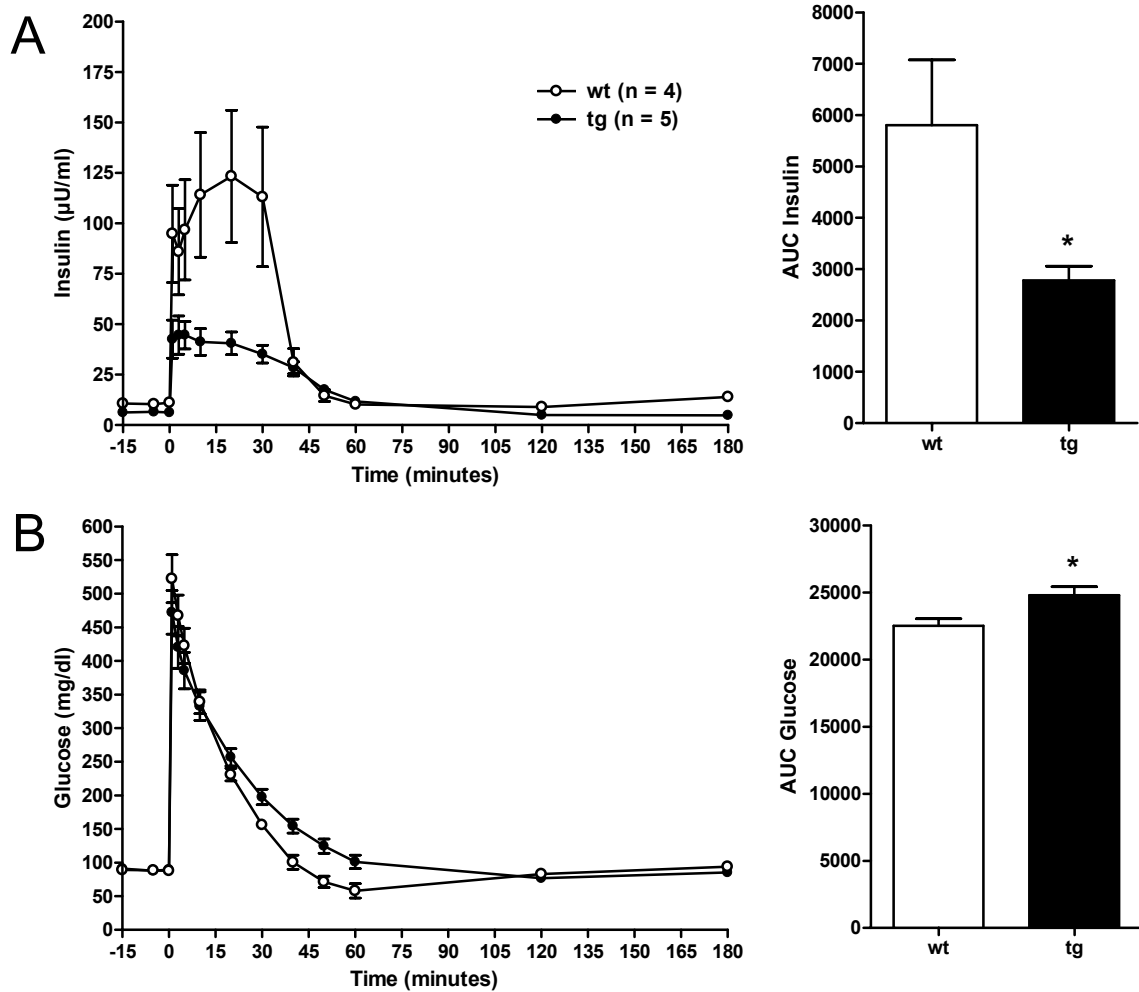 A
200
175
150
125
100
75
50
25
0
Insulin (µU/ml)
-15 0 15 30 45 60 75 90 105 120 135 150 165 180
Time (minutes)
wt (n = 4)
tg (n = 5)
8000
7000
6000
5000
4000
3000
2000
1000
0
AUC Insulin
*
wt tg
B
600
550
500
450
400
350
300
250
200
150
100
50
0
Glucose (mg/dl)
-15 0 15 30 45 60 75 90 105 120 135 150 165 180
Time (minutes)
30000
25000
20000
15000
10000
5000
0
AUC Glucose
*
wt tg